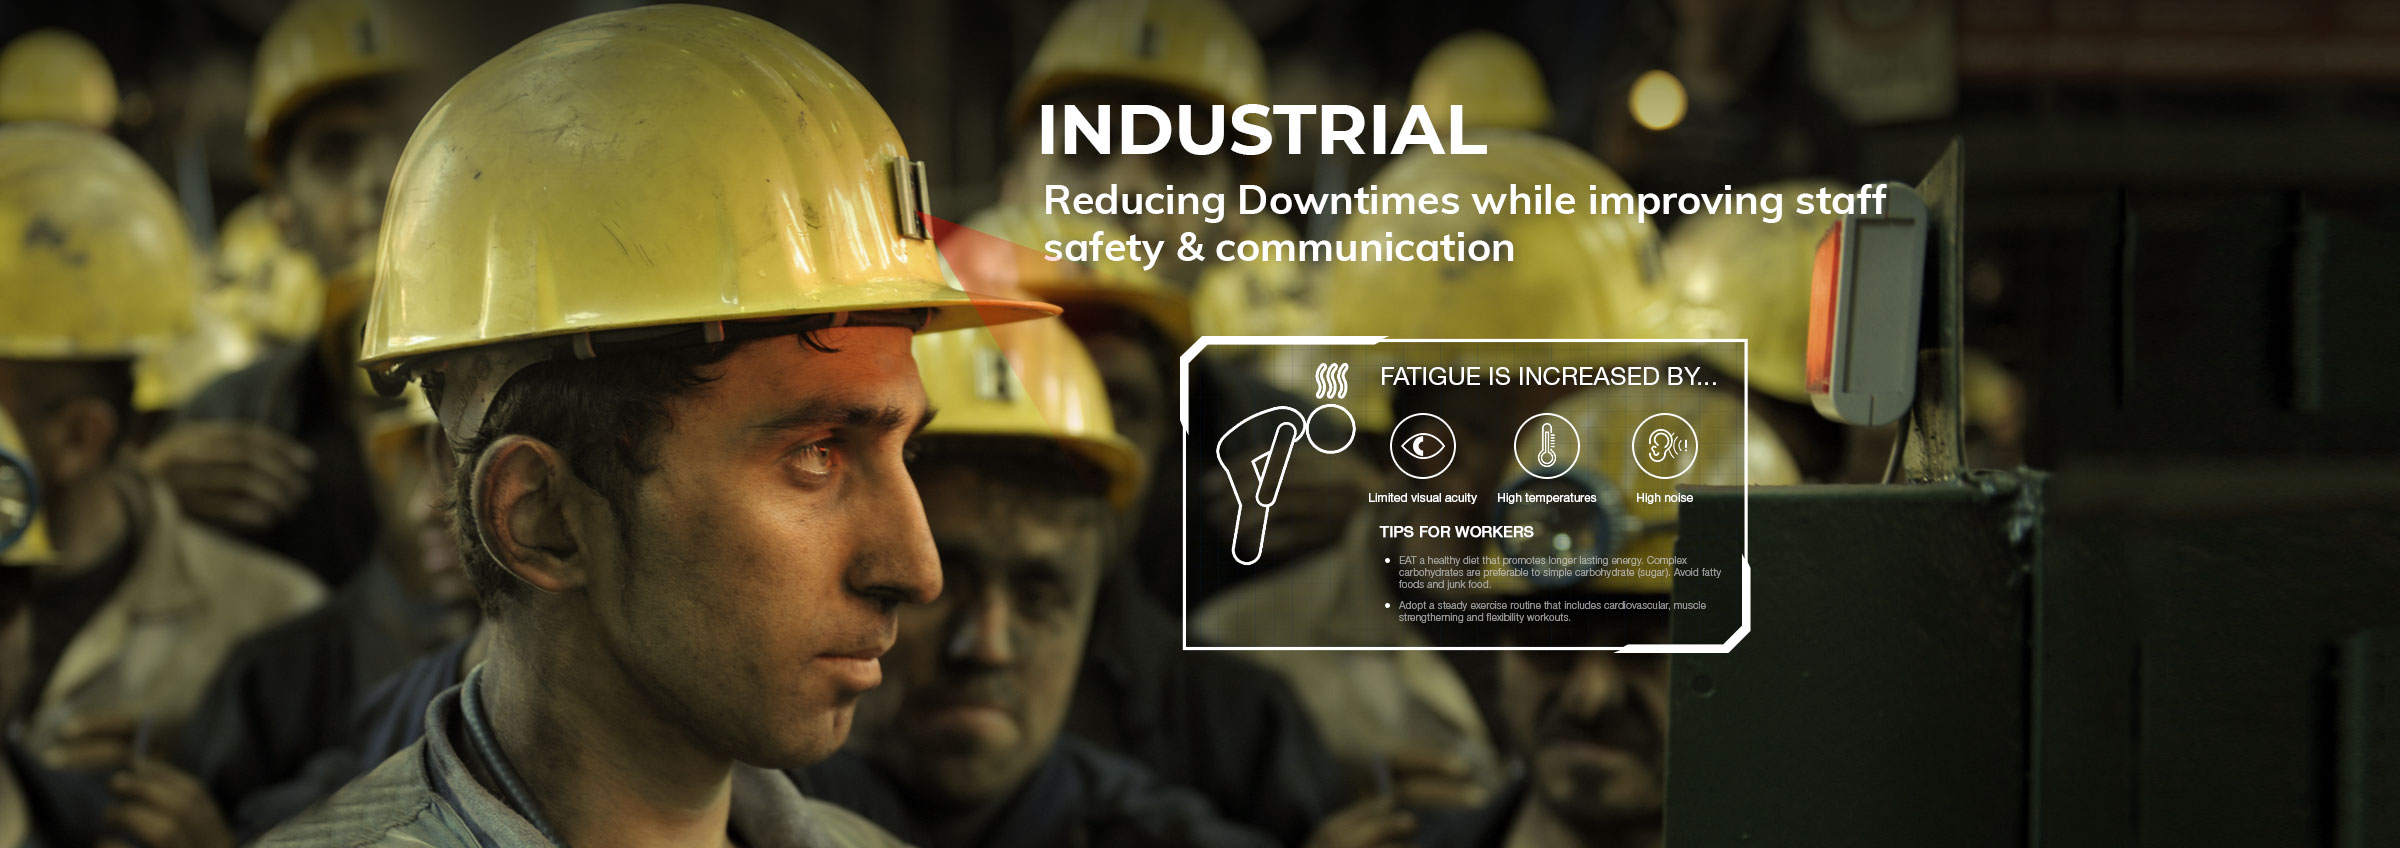 INDUSTRIAL
Reducing Downtimes while improving staff
safety & communication
FATIGUE IS INCREASED BY...
Limited visual acuity
High temperatures
High noise
TIPS FOR WORKERS
EAT a healthy diet that promotes longer lasting energy. Complex
carbohydrates are preferable to simple carbohydrate (sugar). Avoid fatty
foods and junk food.
Adopt a steady exercise routine that includes cardiovascular, muscle
strengtherning and flexibility workouts.